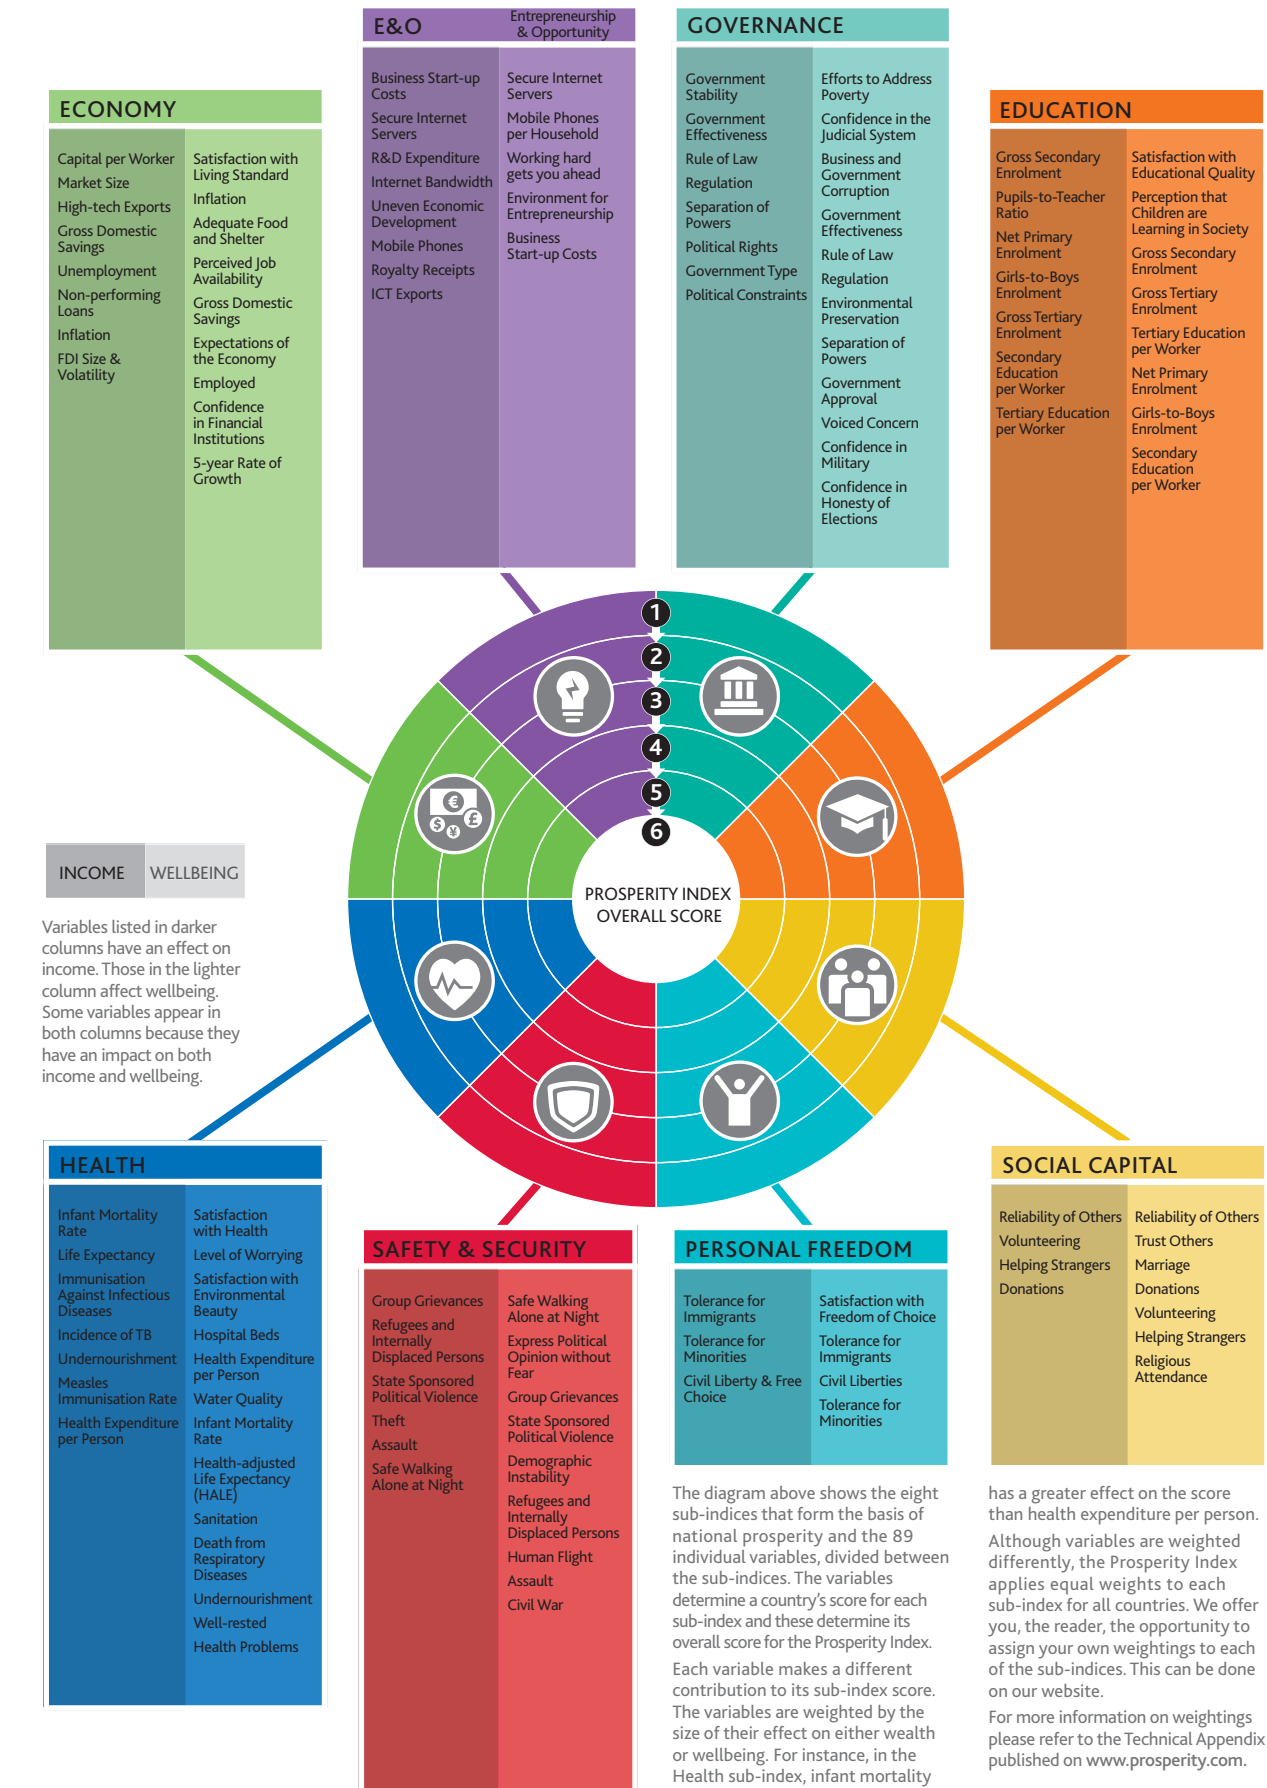 E&O
Entrepreneurship
& Opportunity
Business Start-up
Costs
Secure Internet
Servers
R&D Expenditure
Internet Bandwidth
Uneven Economic
Development
Mobile Phones
Royalty Receipts
ICT Exports
Secure Internet
Servers
Mobile Phones
per Household
Working hard
gets you ahead
Environment for
Entrepreneurship
Business
Start-up Costs
GOVERNANCE
Government
Stability
Government
Effectiveness
Rule of Law
Regulation
Separation of
Powers
Political Rights
Government Type
Political Constraints
Efforts to Address
Poverty
Confidence in the
Judicial System
Business and
Government
Corruption
Government
Effectiveness
Rule of Law
Regulation
Environmental
Preservation
Separation of
Powers
Government
Approval
Voiced Concern
Confidence in
Military
Confidence in
Honesty of
Elections
ECONOMY
Capital per Worker
Market Size
High-tech Exports
Gross Domestic
Savings
Unemployment
Non-performing
Loans
Inflation
FDI Size &
Volatility
Satisfaction with
Living Standard
Inflation
Adequate Food
and Shelter
Perceived Job
Availability
Gross Domestic
Savings
Expectations of
the Economy
Employed
Confidence
in Financial
Institutions
5-year Rate of
Growth
EDUCATION
Gross Secondary
Enrolment
Pupils-to-Teacher
Ratio
Net Primary
Enrolment
Girls-to-Boys
Enrolment
Gross Tertiary
Enrolment
Secondary
Education
per Worker
Tertiary Education
per Worker
Satisfaction with
Educational Quality
Perception that
Children are
Learning in Society
Gross Secondary
Enrolment
Gross Tertiary
Enrolment
Tertiary Education
per Worker
Net Primary
Enrolment
Girls-to-Boys
Enrolment
Secondary
Education
per Worker
1
2
3
4
5
6
€
$
¥
£
PROSPERITY INDEX
OVERALL SCORE
INCOME
WELLBEING
Variables listed in darker
columns have an effect on
income. Those in the lighter
column affect wellbeing.
Some variables appear in
both columns because they
have an impact on both
income and wellbeing.
HEALTH
Infant Mortality
Rate
Life Expectancy
Immunisation
Against Infectious
Diseases
Incidence of TB
Undernourishment
Measles
Immunisation Rate
Health Expenditure
per Person
Satisfaction
with Health
Level of Worrying
Satisfaction with
Environmental
Beauty
Hospital Beds
Health Expenditure
per Person
Water Quality
Infant Mortality
Rate
Health-adjusted
Life Expectancy
(HALE)
Sanitation
Death from
Respiratory
Diseases
Undernourishment
Well-rested
Health Problems
SAFETY & SECURITY
Group Grievances
Refugees and
Internally
Displaced Persons
State Sponsored
Political Violence
Theft
Assault
Safe Walking
Alone at Night
Safe Walking
Alone at Night
Express Political
Opinion without
Fear
Group Grievances
State Sponsored
Political Violence
Demographic
Instability
Refugees and
Internally
Displaced Persons
Human Flight
Assault
Civil War
PERSONAL FREEDOM
Tolerance for
Immigrants
Tolerance for
Minorities
Civil Liberty & Free
Choice
Satisfaction with
Freedom of Choice
Tolerance for
Immigrants
Civil Liberties
Tolerance for
Minorities
SOCIAL CAPITAL
Reliability of Others
Volunteering
Helping Strangers
Donations
Reliability of Others
Trust Others
Marriage
Donations
Volunteering
Helping Strangers
Religious
Attendance
The diagram above shows the eight
sub-indices that form the basis of
national prosperity and the 89
individual variables, divided between
the sub-indices. The variables
determine a country's score for each
sub-index and these determine its
overall score for the Prosperity Index.
Each variable makes a different
contribution to its sub-index score.
The variables are weighted by the
size of their effect on either wealth
or wellbeing. For instance, in the
Health sub-index, infant mortality
has a greater effect on the score
than health expenditure per person.
Although variables are weighted
differently, the Prosperity Index
applies equal weights to each
sub-index for all countries. We offer
you, the reader, the opportunity to
assign your own weightings to each
of the sub-indices. This can be done
on our website.
For more information on weightings
please refer to the Technical Appendix
published on www.prosperity.com.